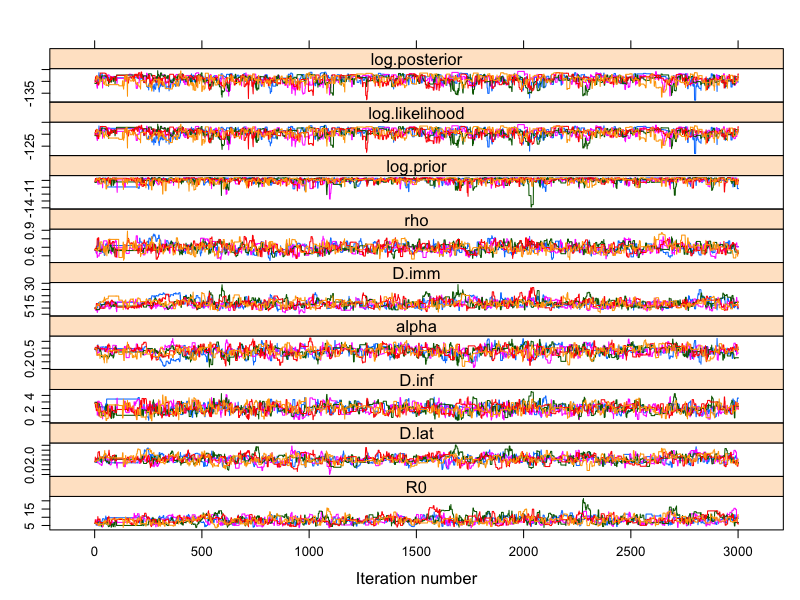 log.posterior
-135
log.likelihood
-125
log.prior
-14 -11
rho
0.6 0.9
D.imm
5 15 30
alpha
0.2 0.5
D.inf
0 2 4
D.lat
0.0 2.0
R0
5 15
0 500 1000 1500 2000 2500 3000
Iteration number